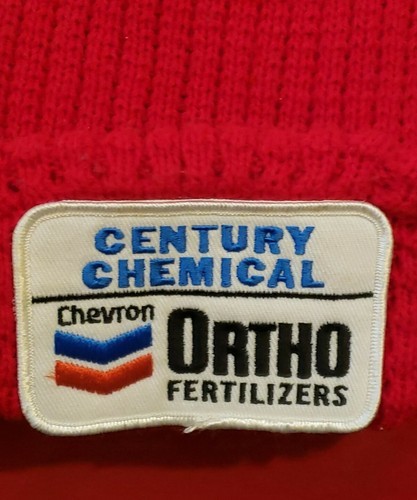 CENTURY
CHEMICAL
Chevron
ORTHO
FERTILIZERS